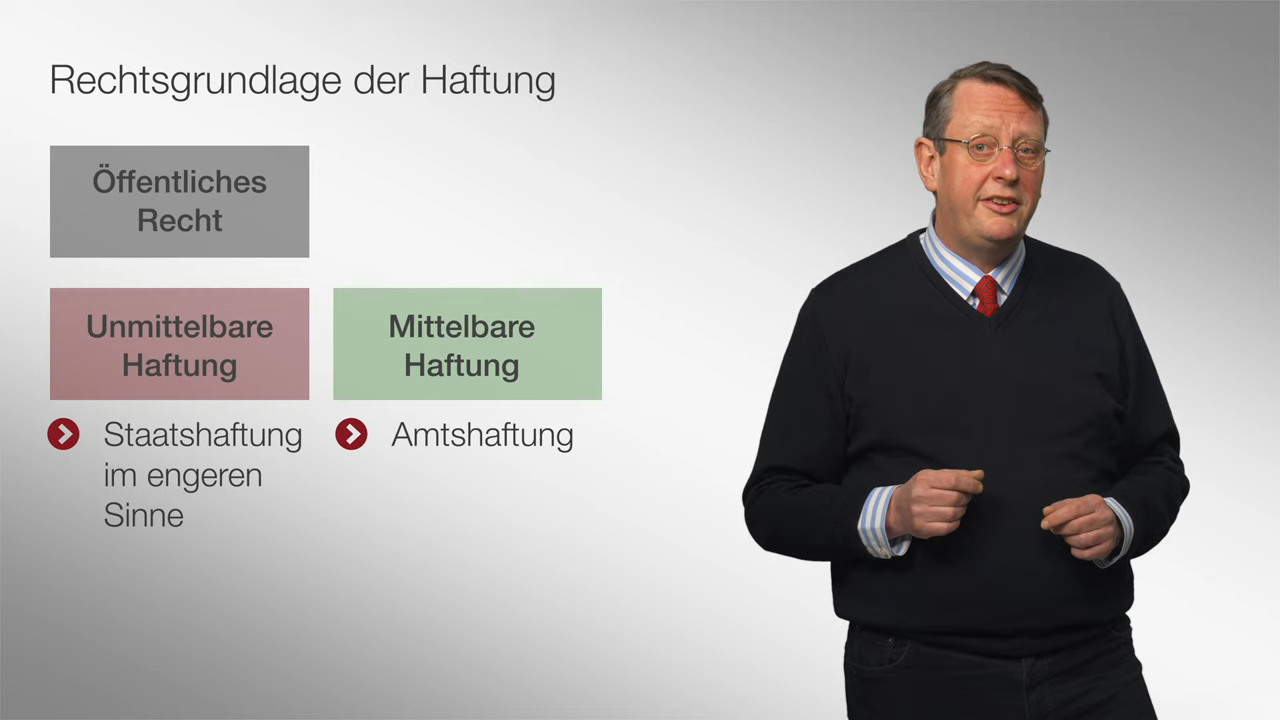 Rechtsgrundlage der Haftung
Öffentliches
Recht
Unmittelbare
Haftung
Mittelbare
Haftung
Staatshaftung
im engeren
Sinne
Amtshaftung